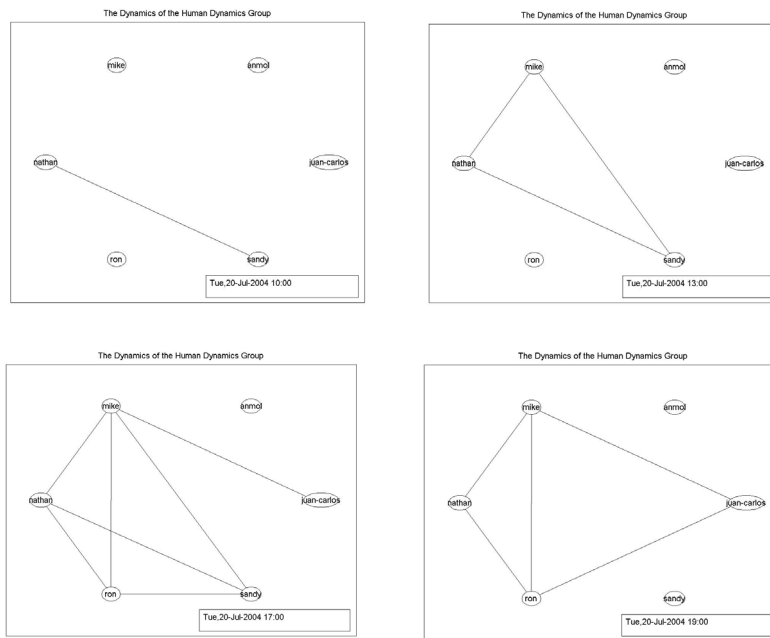 The Dynamics of the Human Dynamics Group
mike
anmol
nathan
juan-carlos
ron
sandy
Tue,20-Jul-2004 10:00
The Dynamics of the Human Dynamics Group
mike
anmol
nathan
juan-carlos
ron
sandy
Tue,20-Jul-2004 13:00
The Dynamics of the Human Dynamics Group
mike
anmol
nathan
juan-carlos
ron
sandy
Tue,20-Jul-2004 17:00
The Dynamics of the Human Dynamics Group
mike
anmol
nathan
juan-carlos
ron
sandy
Tue,20-Jul-2004 19:00